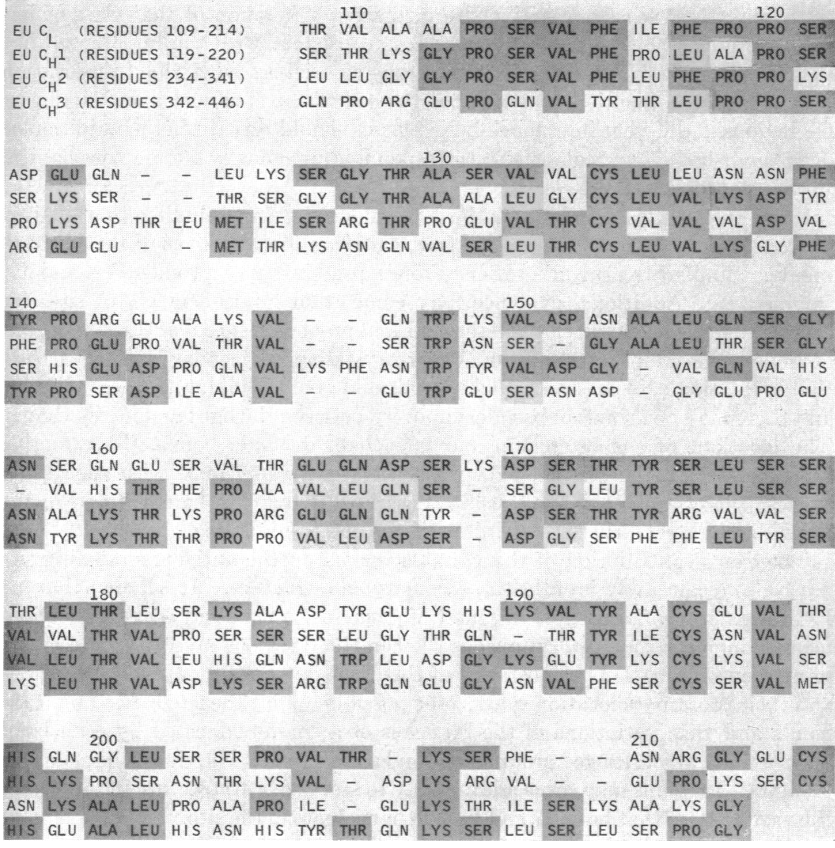 110 120
EU CL (RESIDUES 109-214) THR VAL ALA ALA PRO SER VAL PHE ILE PHE PRO PRO SER
EU CH1 (RESIDUES 119-220) SER THR LYS GLY PRO SER VAL PHE PRO LEU ALA PRO SER
EU CH2 (RESIDUES 234-341) LEU LEU GLY GLY PRO SER VAL PHE LEU PHE PRO PRO LYS
EU CH3 (RESIDUES 342-446) GLN PRO ARG GLU PRO GLN VAL TYR THR LEU PRO PRO SER
130
ASP GLU GLN – – LEU LYS SER GLY THR ALA SER VAL VAL CYS LEU LEU ASN ASN PHE
SER LYS SER – – THR SER GLY GLY THR ALA ALA LEU GLY CYS LEU VAL LYS ASP TYR
PRO LYS ASP THR LEU MET ILE SER ARG THR PRO GLU VAL THR CYS VAL VAL VAL ASP VAL
ARG GLU GLU – – MET THR LYS ASN GLN VAL SER LEU THR CYS LEU VAL LYS GLY PHE
140 150
TYR PRO ARG GLU ALA LYS VAL – – GLN TRP LYS VAL ASP ASN ALA LEU GLN SER GLY
PHE PRO GLU PRO VAL THR VAL – – SER TRP ASN SER – GLY ALA LEU THR SER GLY
SER HIS GLU ASP PRO GLN VAL LYS PHE ASN TRP TYR VAL ASP GLY – VAL GLN VAL HIS
TYR PRO SER ASP ILE ALA VAL – – GLU TRP GLU SER ASN ASP – GLY GLU PRO GLU
160 170
ASN SER GLN GLU SER VAL THR GLU GLN ASP SER LYS ASP SER THR TYR SER LEU SER SER
– VAL HIS THR PHE PRO ALA VAL LEU GLN SER – SER GLY LEU TYR SER LEU SER SER
ASN ALA LYS THR LYS PRO ARG GLU GLN GLN TYR – ASP SER THR TYR ARG VAL VAL SER
ASN TYR LYS THR THR PRO PRO VAL LEU ASP SER – ASP GLY SER PHE PHE LEU TYR SER
180 190
THR LEU THR LEU SER LYS ALA ASP TYR GLU LYS HIS LYS VAL TYR ALA CYS GLU VAL THR
VAL VAL THR VAL PRO SER SER SER LEU GLY THR GLN – THR TYR ILE CYS ASN VAL ASN
VAL LEU THR VAL LEU HIS GLN ASN TRP LEU ASP GLY LYS GLU TYR LYS CYS LYS VAL SER
LYS LEU THR VAL ASP LYS SER ARG TRP GLN GLU GLY ASN VAL PHE SER CYS SER VAL MET
200 210
HIS GLN GLY LEU SER SER PRO VAL THR – LYS SER PHE – – ASN ARG GLY GLU CYS
HIS LYS PRO SER ASN THR LYS VAL – ASP LYS ARG VAL – – GLU PRO LYS SER CYS
ASN LYS ALA LEU PRO ALA PRO ILE – GLU LYS THR ILE SER LYS ALA LYS GLY
HIS GLU ALA LEU HIS ASN HIS TYR THR GLN LYS SER LEU SER LEU SER PRO GLY